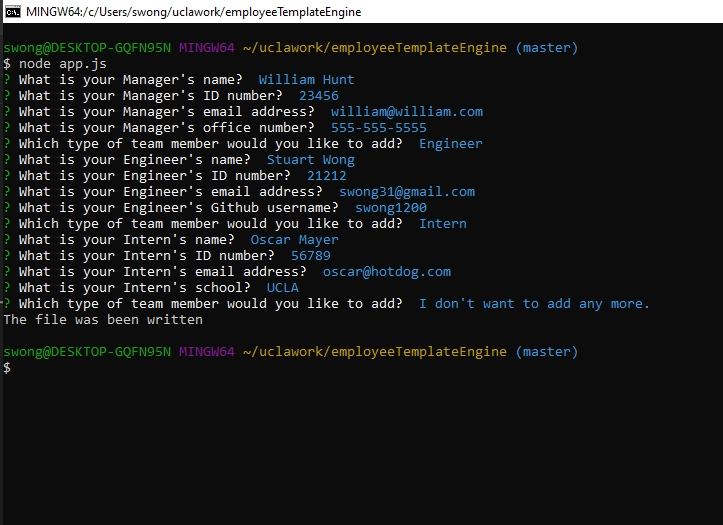 MINGW64:/c/Users/swong/uclawork/employeeTemplateEngine
swong@DESKTOP-GQFN95N MINGW64 ~/uclawork/employeeTemplateEngine (master)
$ node app.js
? What is your Manager's name?  William Hunt
? What is your Manager's ID number?  23456
? What is your Manager's email address?  william@william.com
? What is your Manager's office number?  555-555-5555
? Which type of team member would you like to add?  Engineer
? What is your Engineer's name?  Stuart Wong
? What is your Engineer's ID number?  21212
? What is your Engineer's email address?  swong31@gmail.com
? What is your Engineer's Github username?  swong1200
? Which type of team member would you like to add?  Intern
? What is your Intern's name?  Oscar Mayer
? What is your Intern's ID number?  56789
? What is your Intern's email address?  oscar@hotdog.com
? What is your Intern's school?  UCLA
? Which type of team member would you like to add?  I don't want to add any more.
The file was been written
swong@DESKTOP-GQFN95N MINGW64 ~/uclawork/employeeTemplateEngine (master)
$